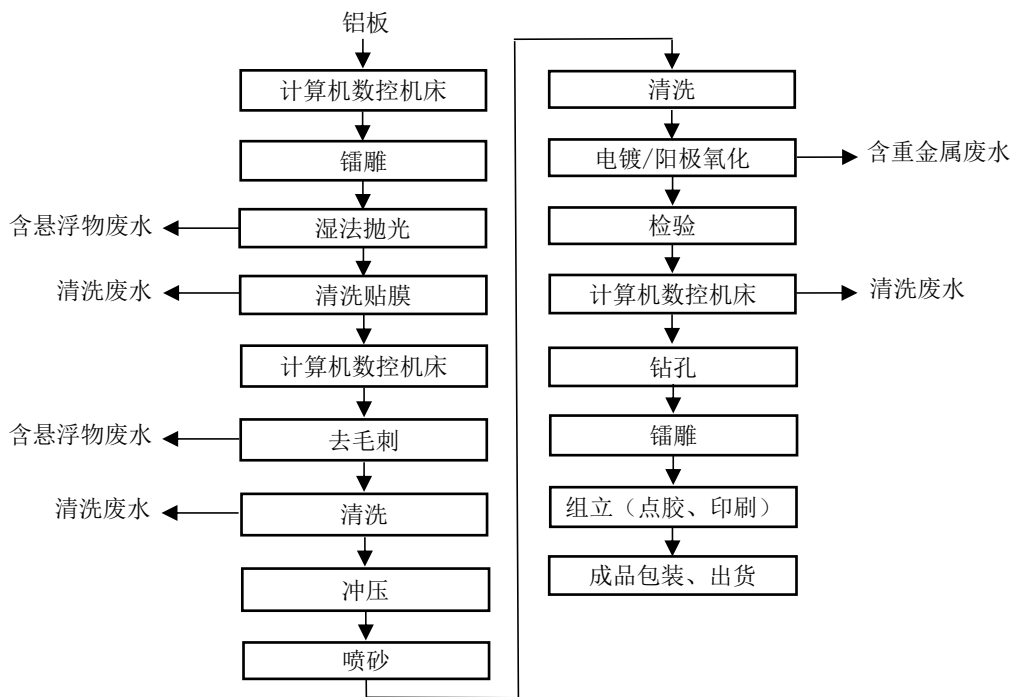 铝板
计算机数控机床
镭雕
含悬浮物废水
湿法抛光
清洗废水
清洗贴膜
计算机数控机床
含悬浮物废水
去毛刺
清洗废水
清洗
冲压
喷砂
清洗
电镀/阳极氧化
含重金属废水
检验
计算机数控机床
清洗废水
钻孔
镭雕
组立（点胶、印刷）
成品包装、出货